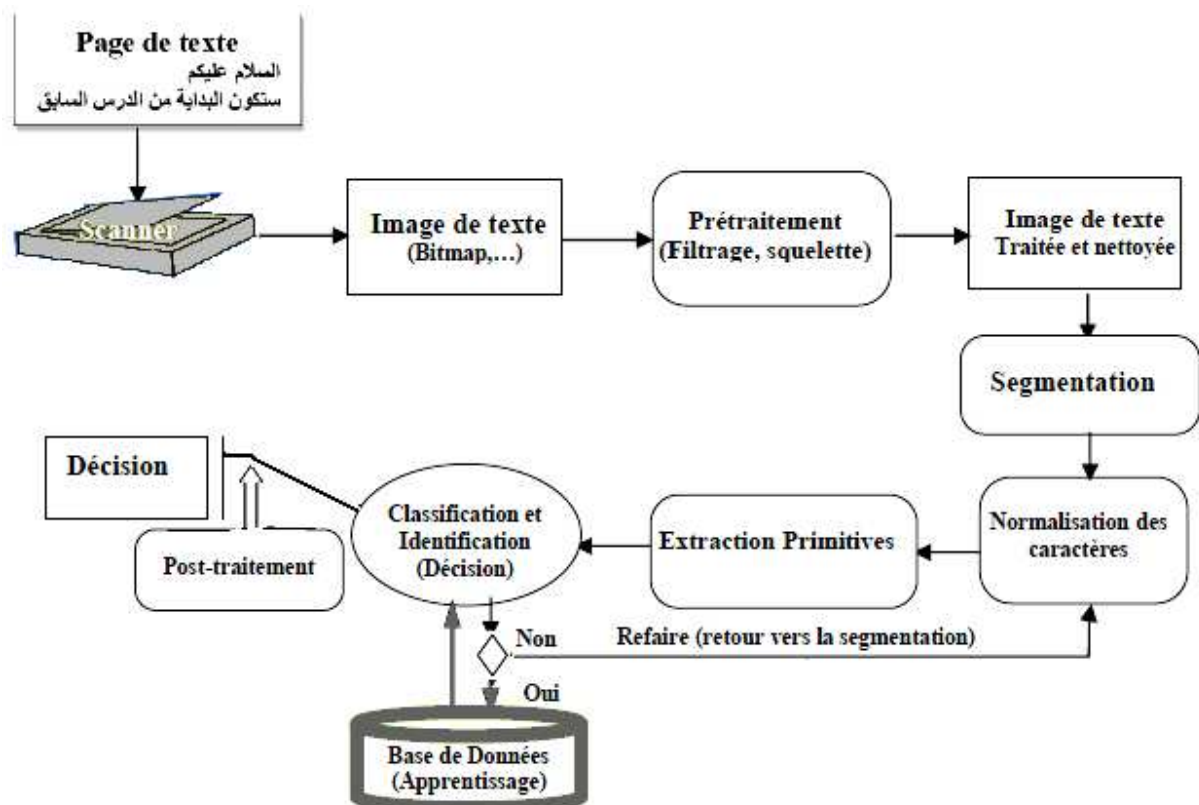 Page de texte
السلام عليكم
ستكون البداية من الدرس السابق
Scanner
Image de texte
(Bitmap,…)
Prétraitement
(Filtrage, squelette)
Image de texte
Traitée et nettoyée
Segmentation
Normalisation des
caractères
Extraction Primitives
Classification et
Identification
(Décision)
Décision
Post-traitement
Non
Refaire (retour vers la segmentation)
Oui
Base de Données
(Apprentissage)